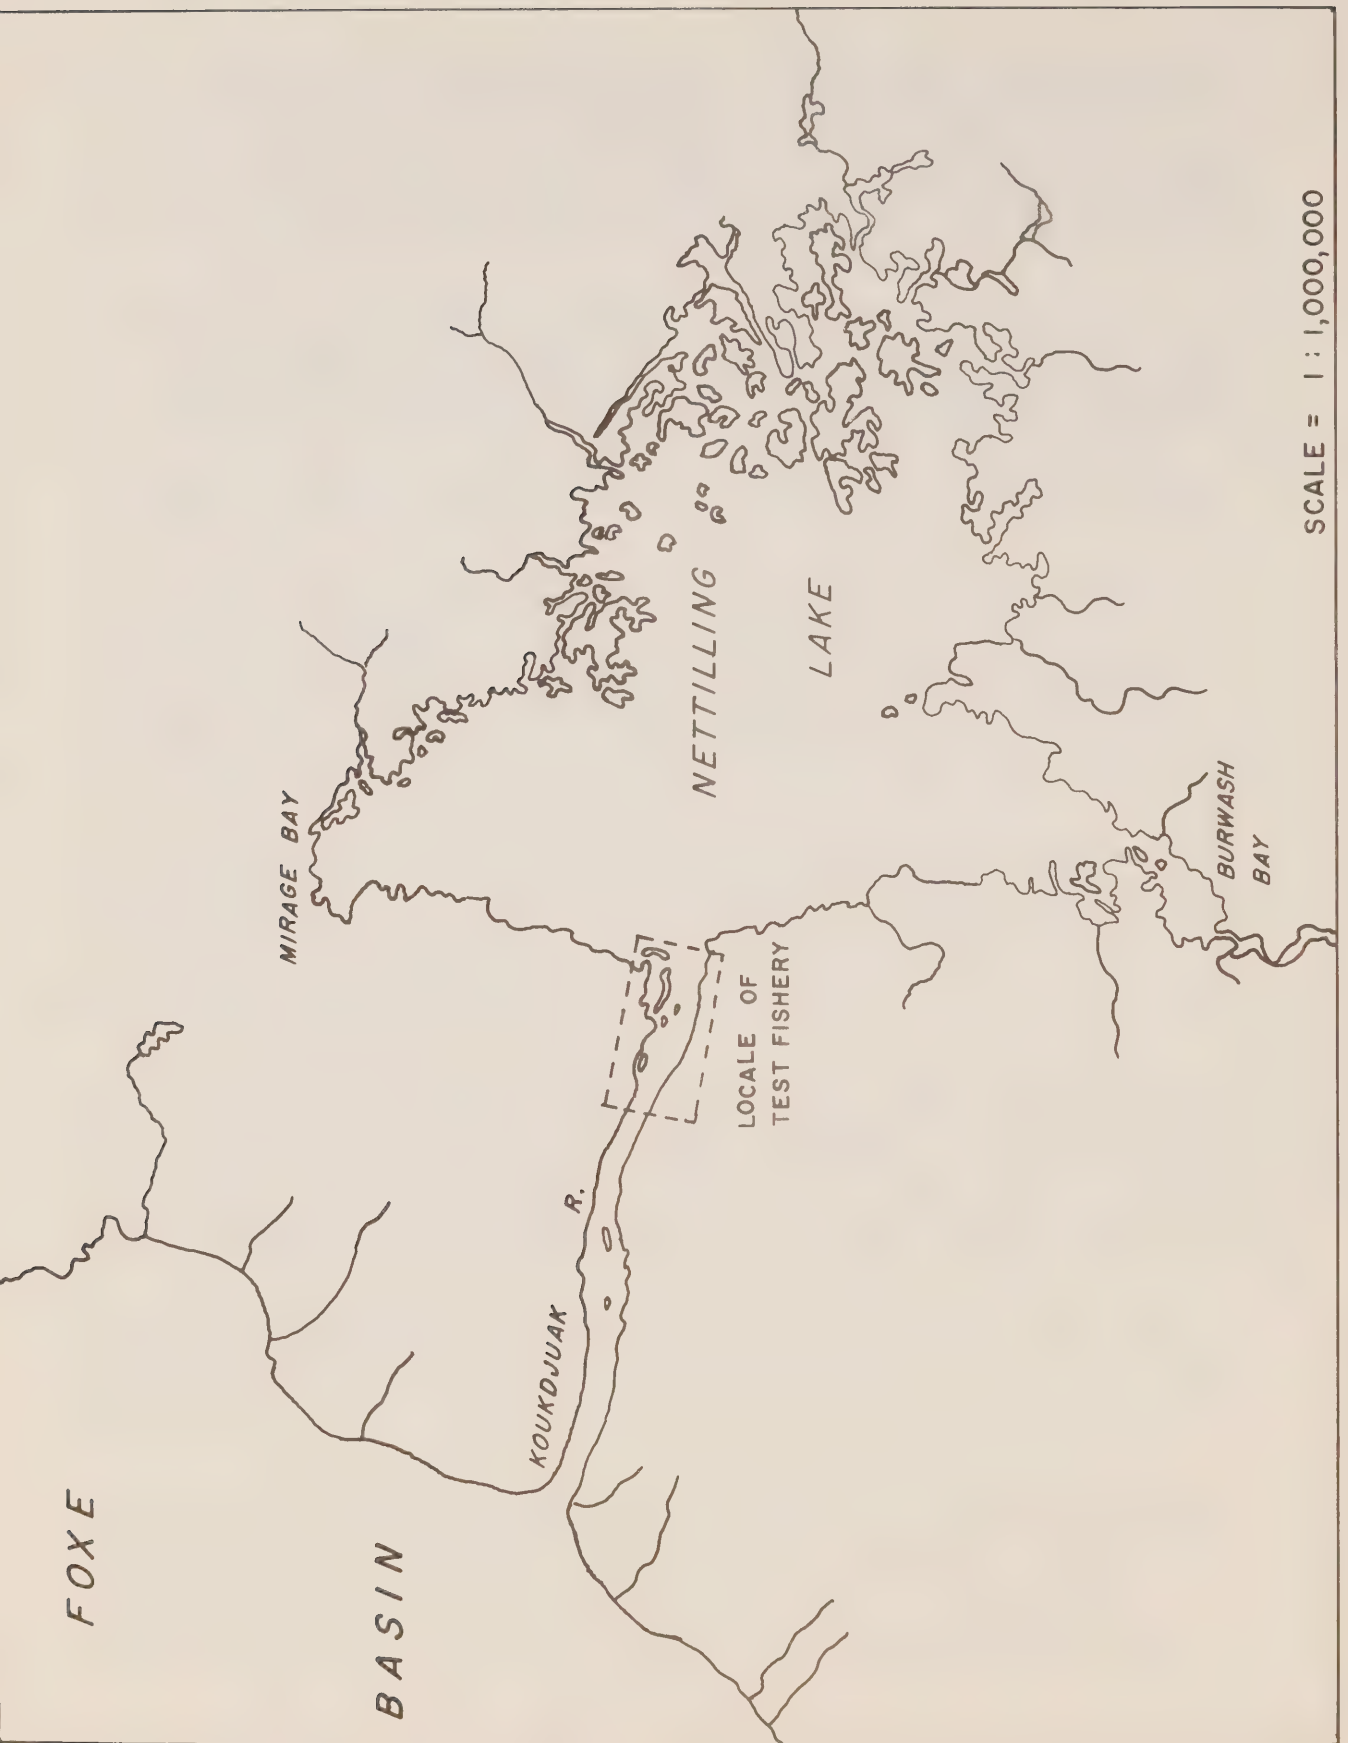 FOXE
BASIN
MIRAGE BAY
KOUKDJUAK R.
NETTILLING
LAKE
LOCALE OF
TEST FISHERY
BURWASH
BAY
SCALE = 1 : 1,000,000